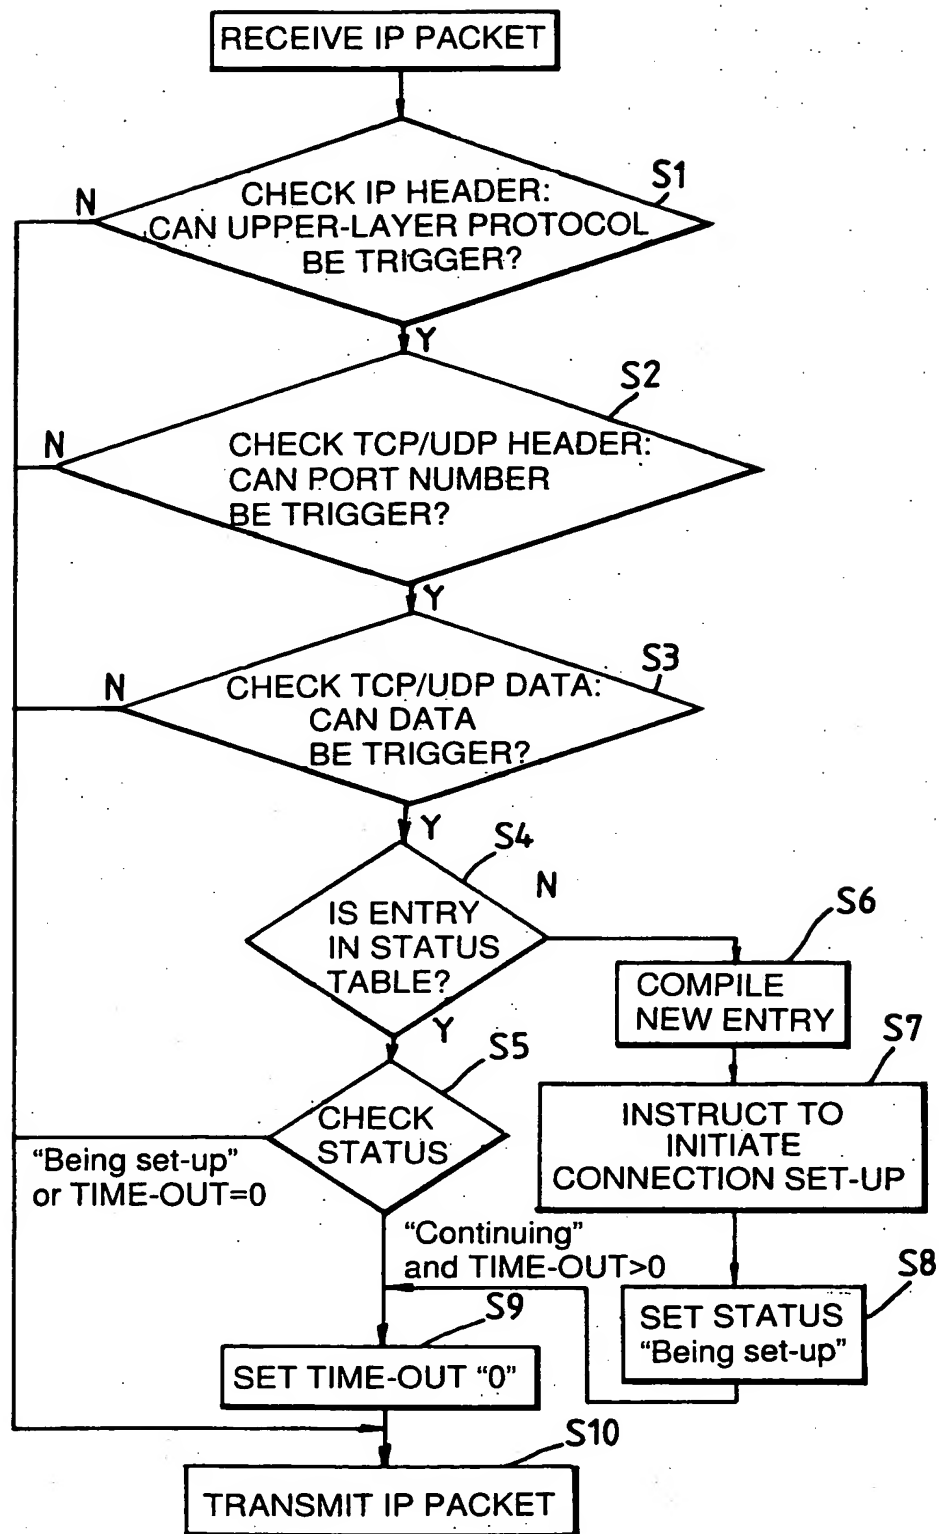 RECEIVE IP PACKET
S1
N
CHECK IP HEADER:
CAN UPPER-LAYER PROTOCOL
BE TRIGGER?
Y
S2
N
CHECK TCP/UDP HEADER:
CAN PORT NUMBER
BE TRIGGER?
Y
S3
N
CHECK TCP/UDP DATA:
CAN DATA
BE TRIGGER?
Y
S4
N
IS ENTRY
IN STATUS
TABLE?
S6
COMPILE
NEW ENTRY
Y
S5
CHECK
STATUS
S7
INSTRUCT TO
INITIATE
CONNECTION SET-UP
“Being set-up”
or TIME-OUT=0
“Continuing”
and TIME-OUT>0
S8
SET STATUS
“Being set-up”
S9
SET TIME-OUT “0”
S10
TRANSMIT IP PACKET